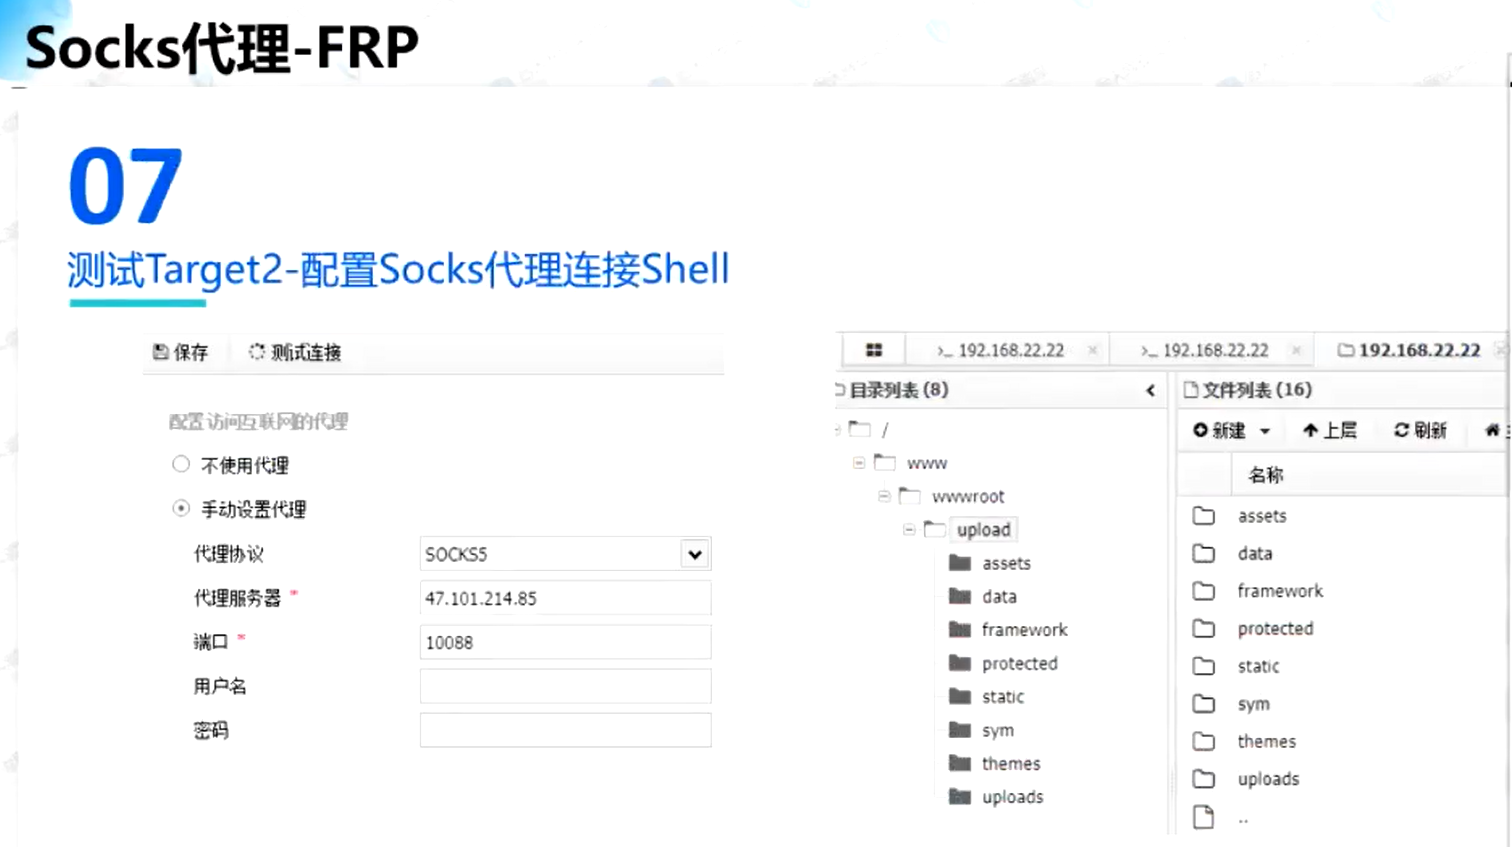 Socks代理-FRP
07
测试Target2-配置Socks代理连接Shell
保存 测试连接
配置访问互联网的代理
不使用代理
手动设置代理
代理协议 SOCKS5
代理服务器 * 47.101.214.85
端口 * 10088
用户名
密码
>_ 192.168.22.22 × >_ 192.168.22.22 × 192.168.22.22
目录列表 (8)
/
www
wwwroot
upload
assets
data
framework
protected
static
sym
themes
uploads
文件列表 (16)
新建 上层 刷新
名称
assets
data
framework
protected
static
sym
themes
uploads
..